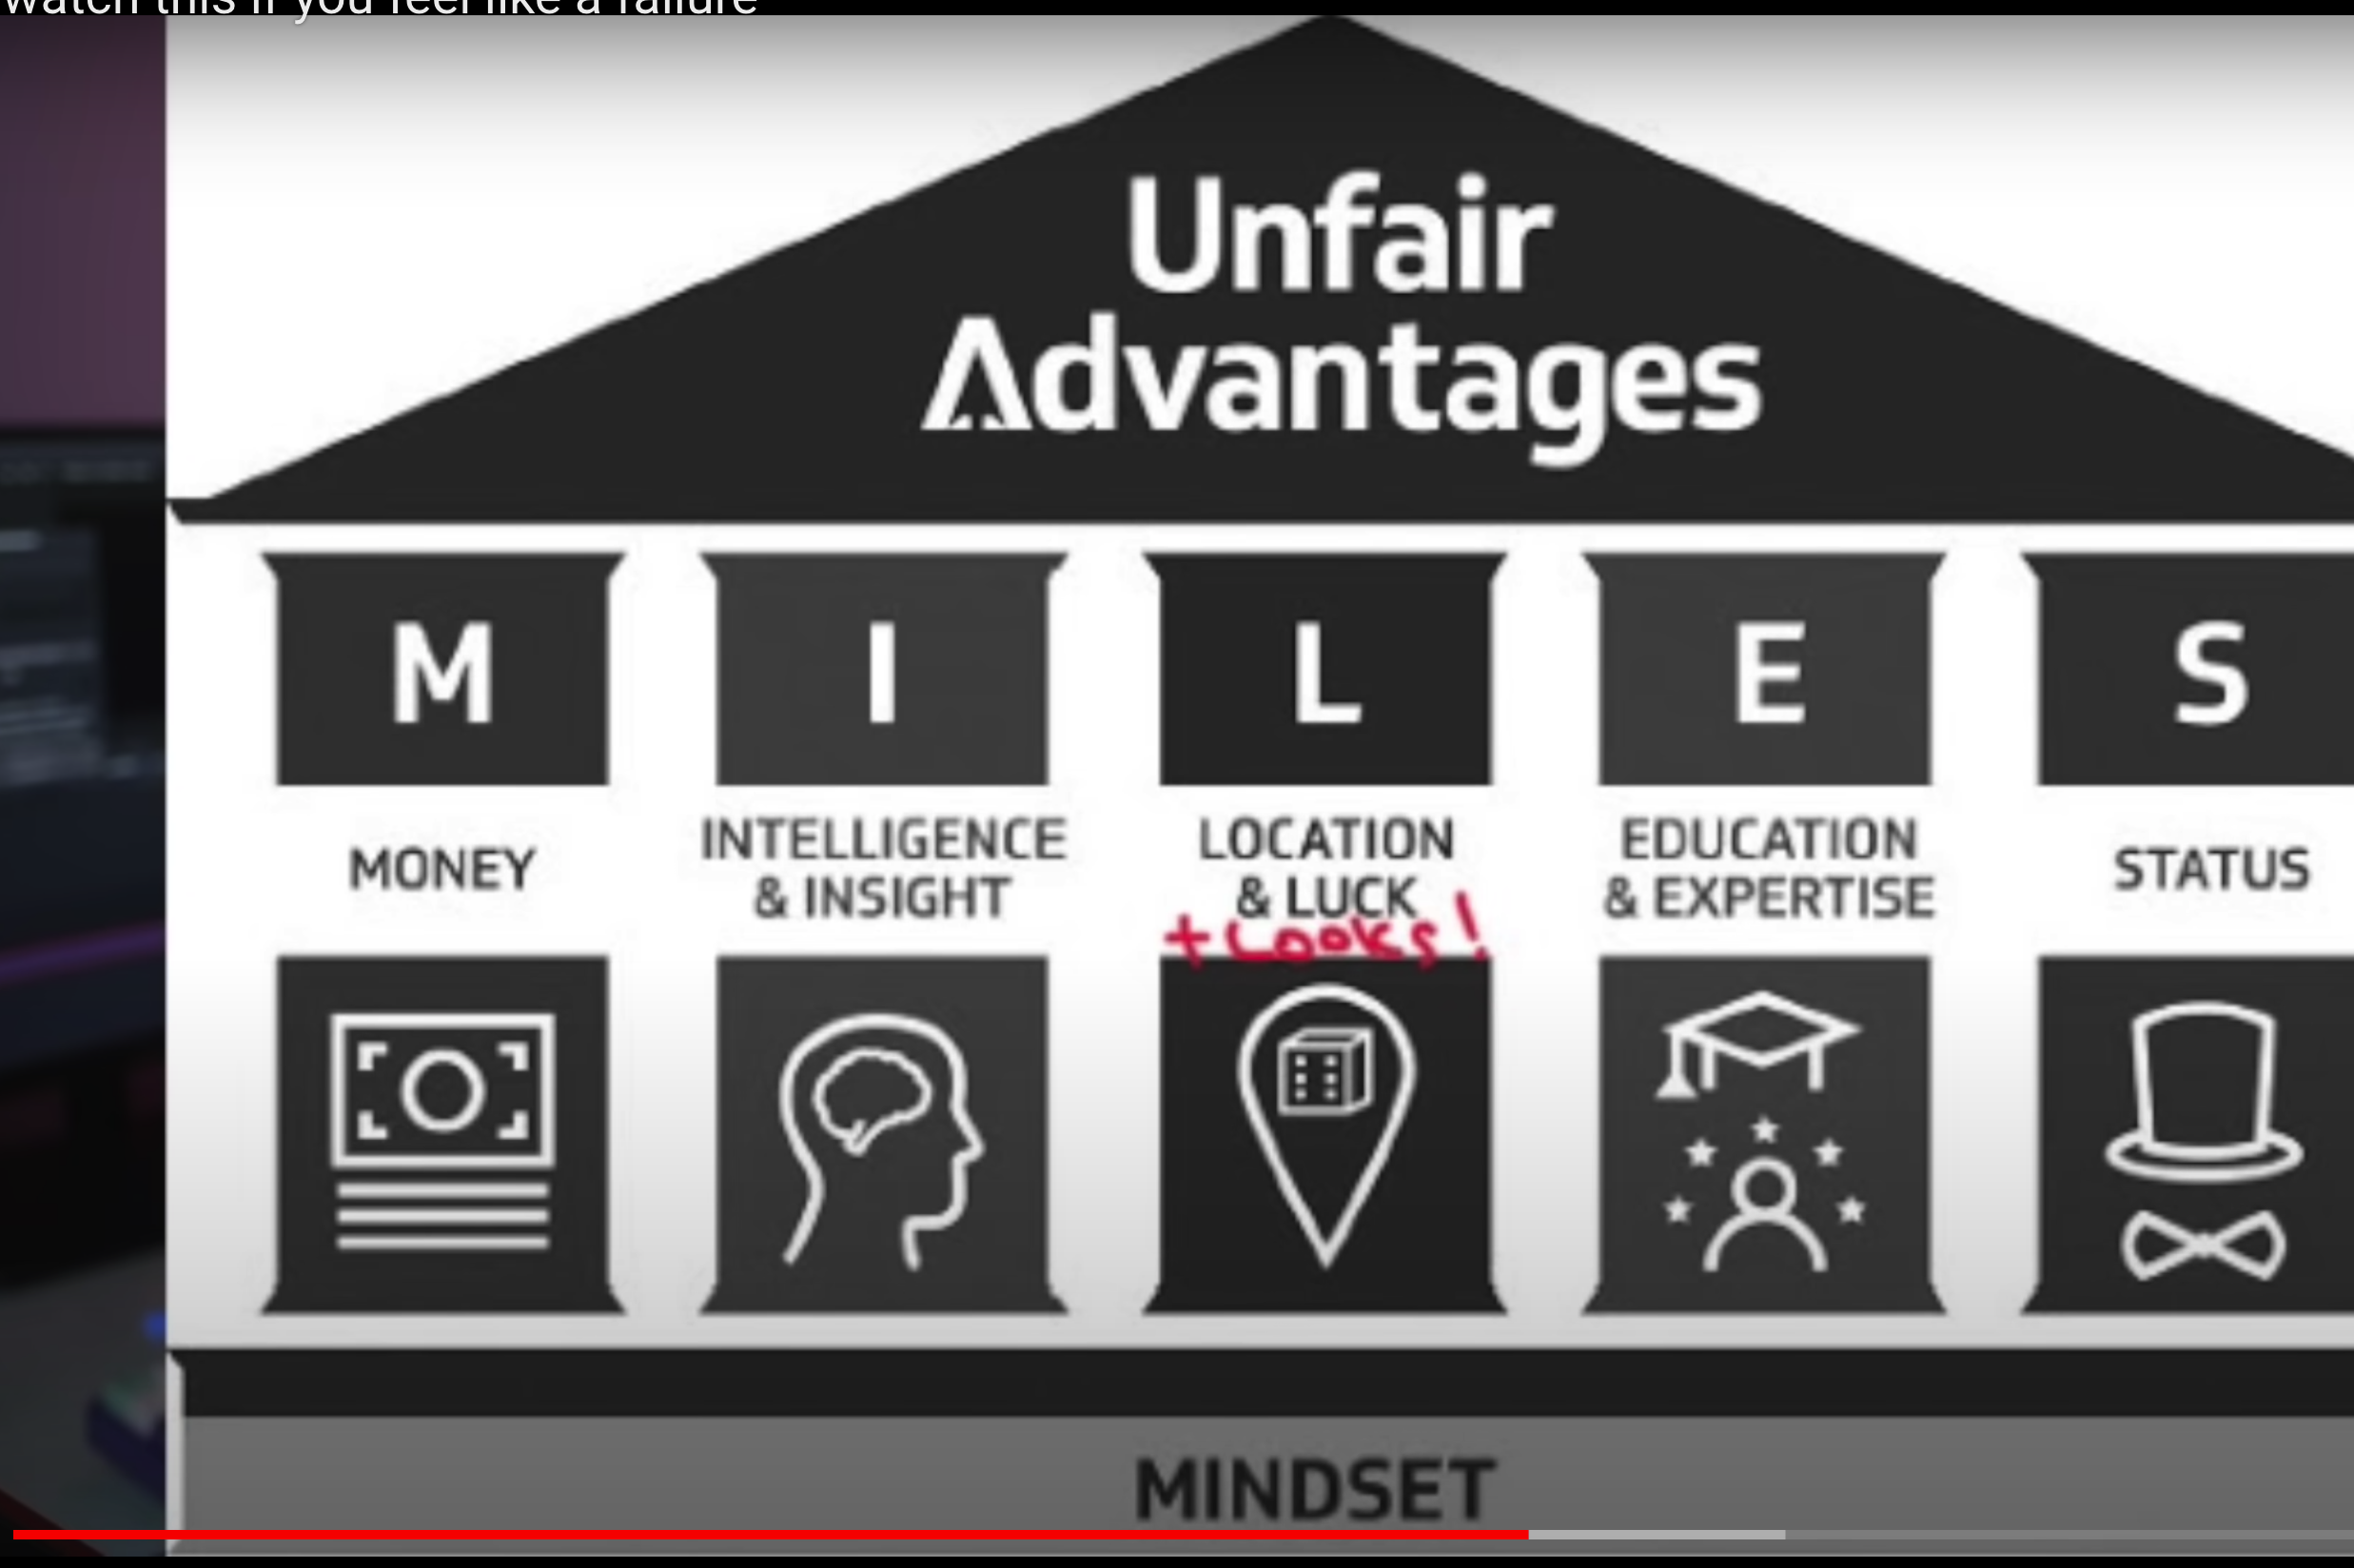 watch this if you feel like a failure
Unfair
Advantages
M I L E S
MONEY
INTELLIGENCE
& INSIGHT
LOCATION
& LUCK
+ Looks!
EDUCATION
& EXPERTISE
STATUS
MINDSET